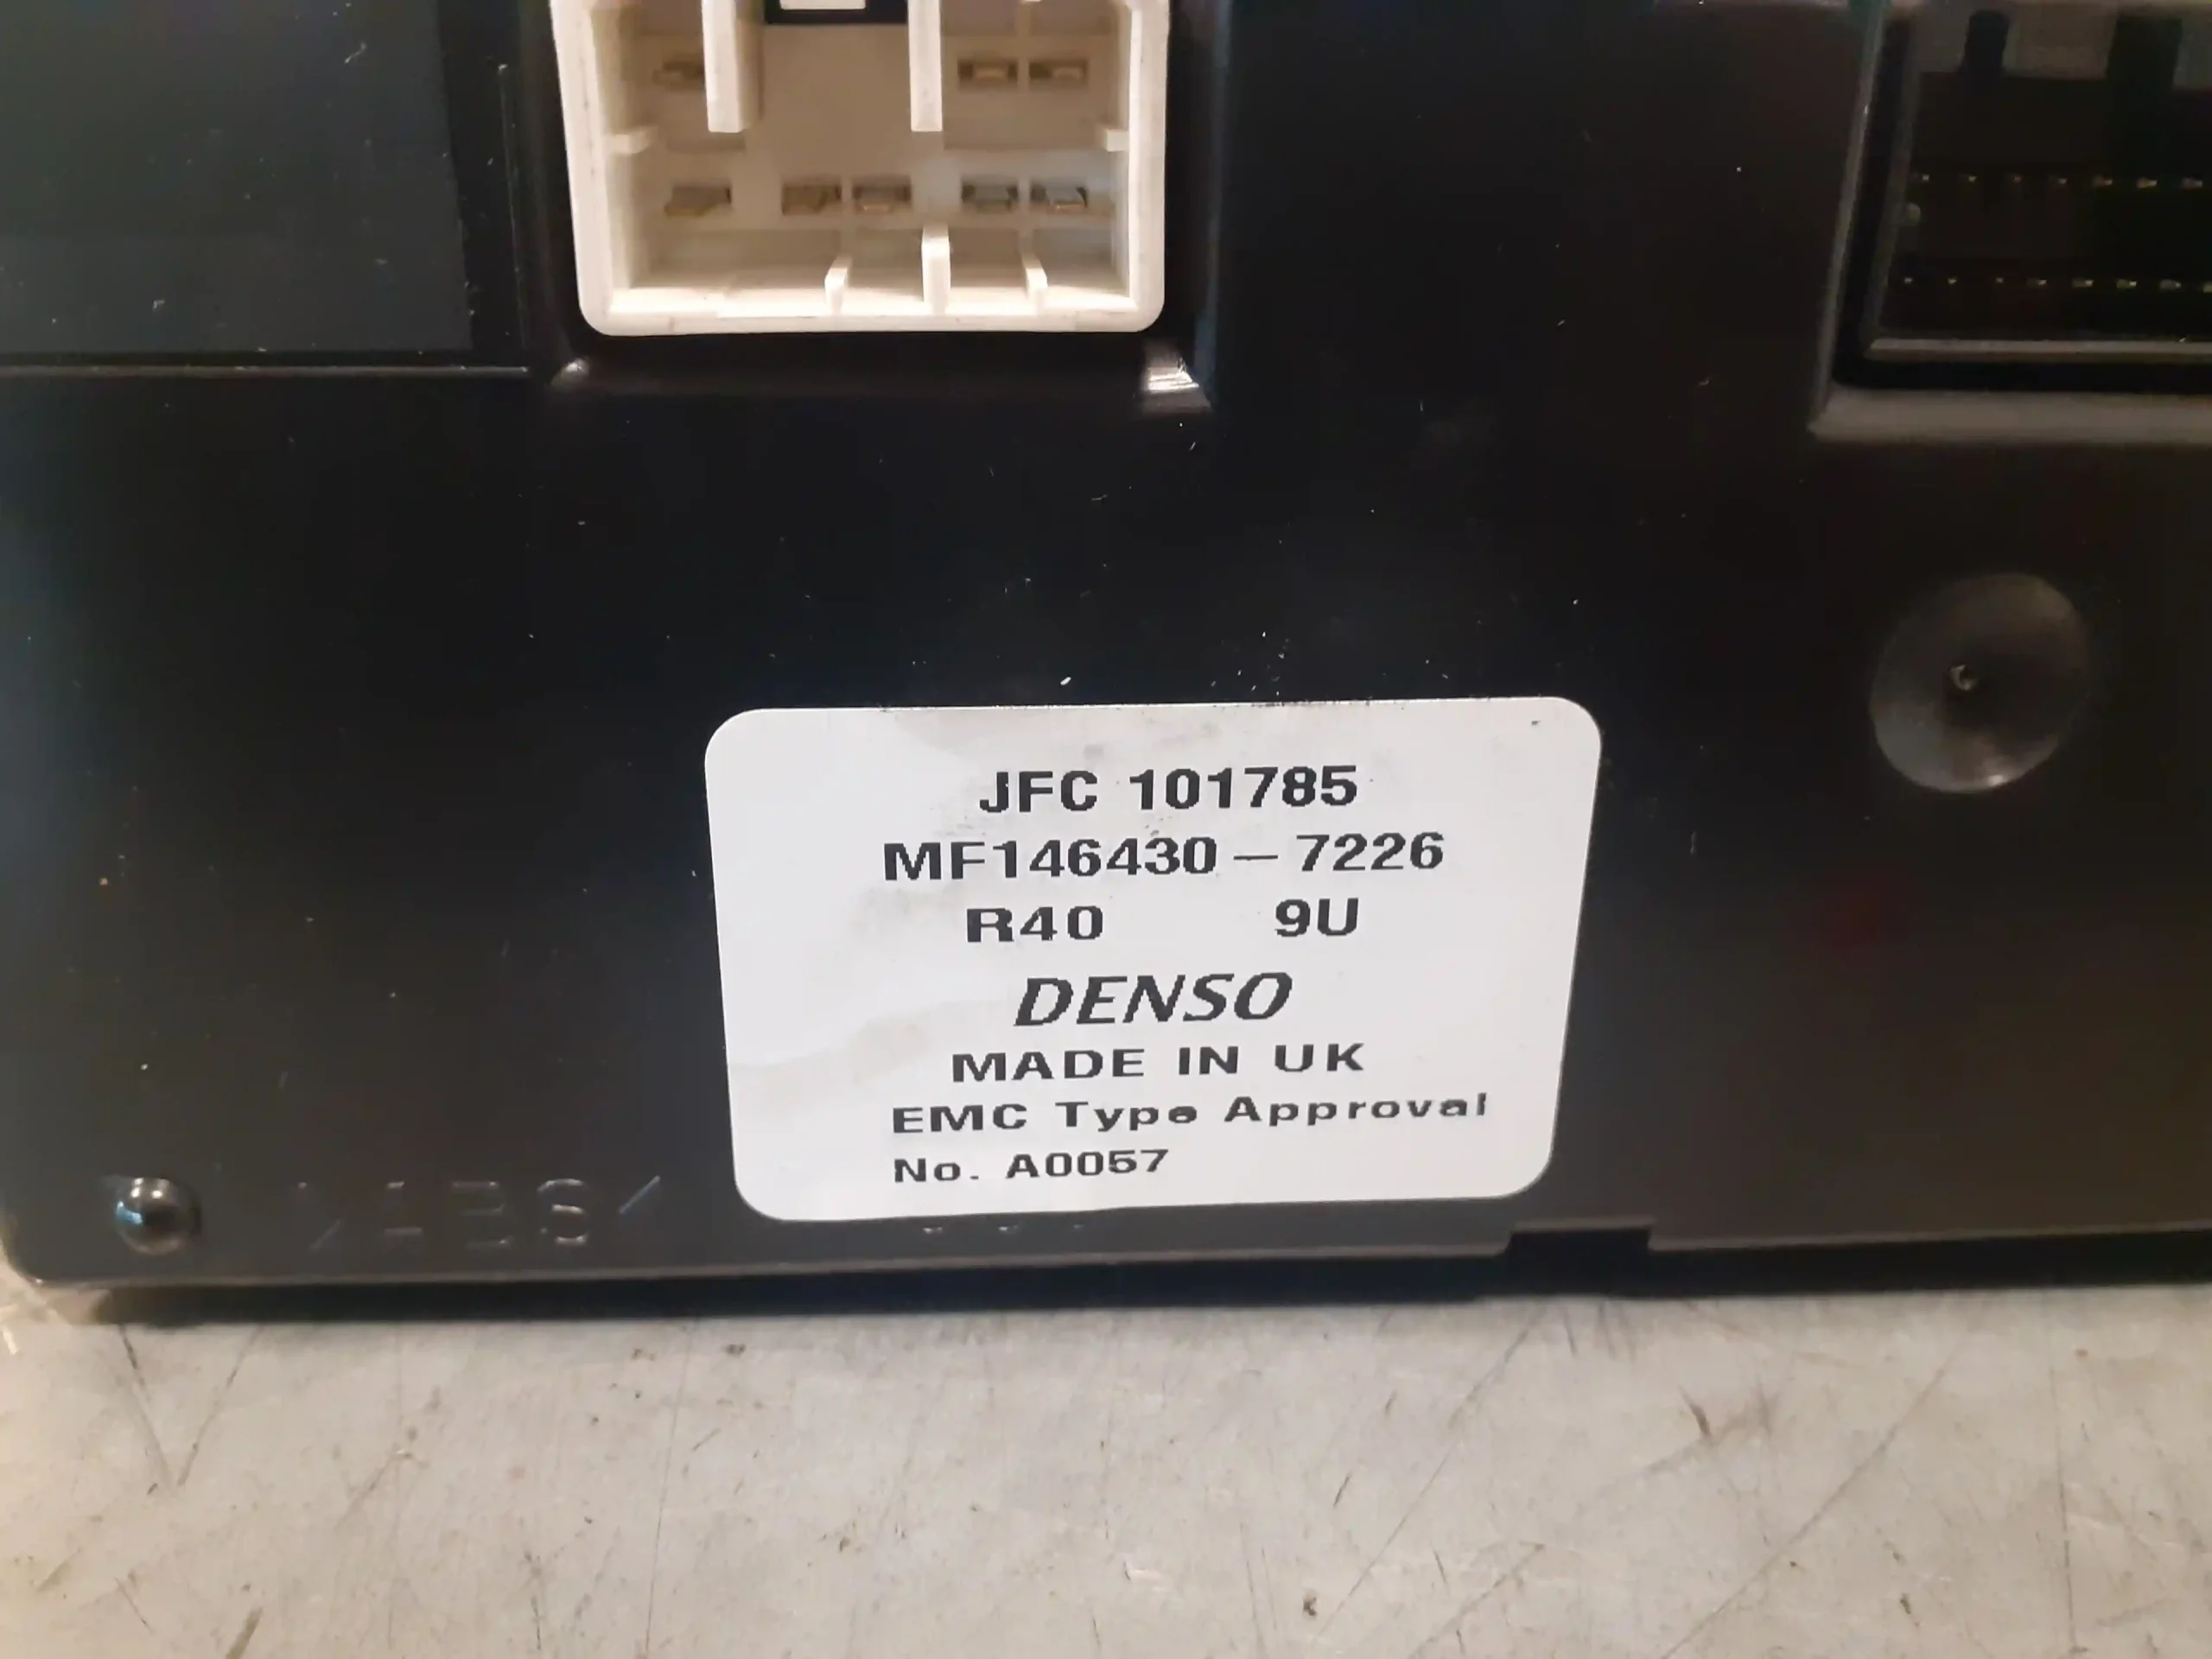 JFC 101785
MF146430-7226
R40 9U
DENSO
MADE IN UK
EMC Type Approval
No. A0057